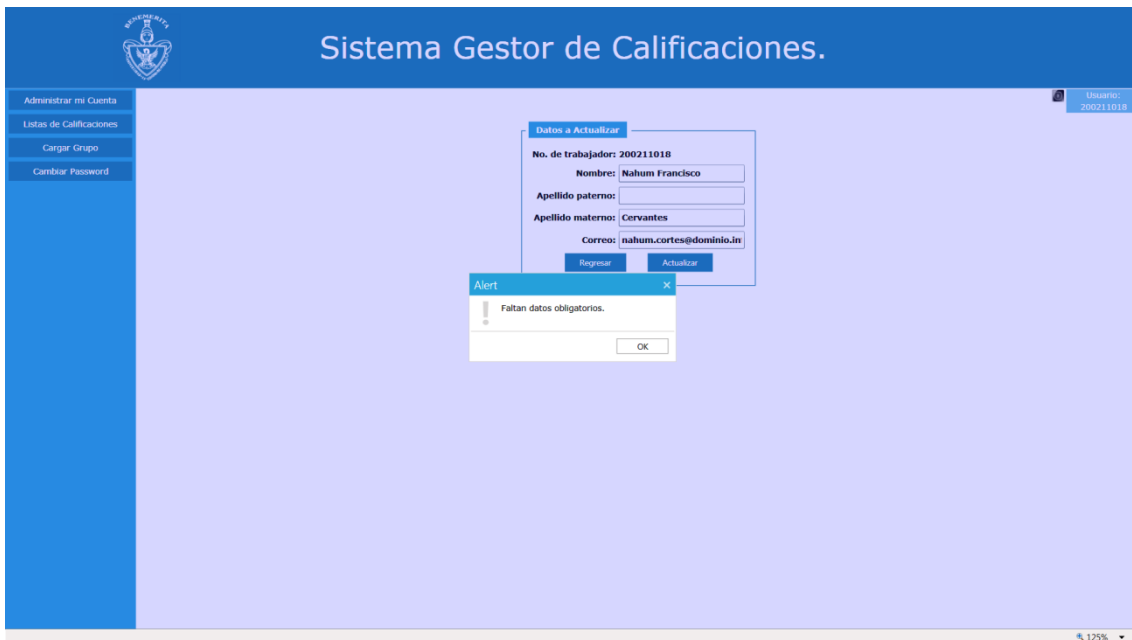 BENEMERITA
Sistema Gestor de Calificaciones.
Administrar mi Cuenta
Listas de Calificaciones
Cargar Grupo
Cambiar Password
Usuario:
200211018
Datos a Actualizar
No. de trabajador: 200211018
Nombre: Nahum Francisco
Apellido paterno:
Apellido materno: Cervantes
Correo: nahum.cortes@dominio.in
Regresar Actualizar
Alert
Faltan datos obligatorios.
OK
125%